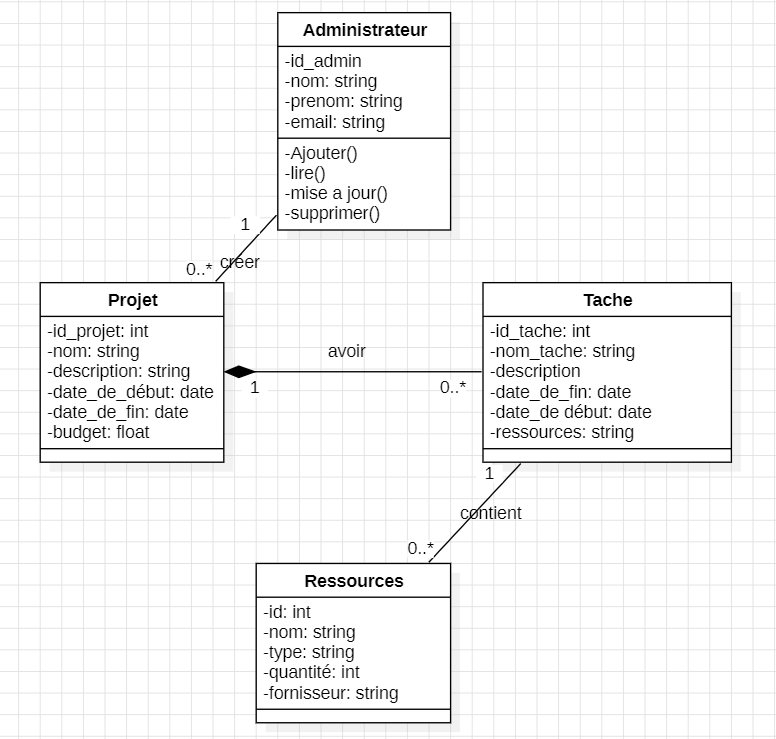 Administrateur
-id_admin
-nom: string
-prenom: string
-email: string
-Ajouter()
-lire()
-mise a jour()
-supprimer()
1
0..*
créer
Projet
-id_projet: int
-nom: string
-description: string
-date_de_début: date
-date_de_fin: date
-budget: float
avoir
1
0..*
Tache
-id_tache: int
-nom_tache: string
-description
-date_de_fin: date
-date_de début: date
-ressources: string
1
contient
0..*
Ressources
-id: int
-nom: string
-type: string
-quantité: int
-fornisseur: string